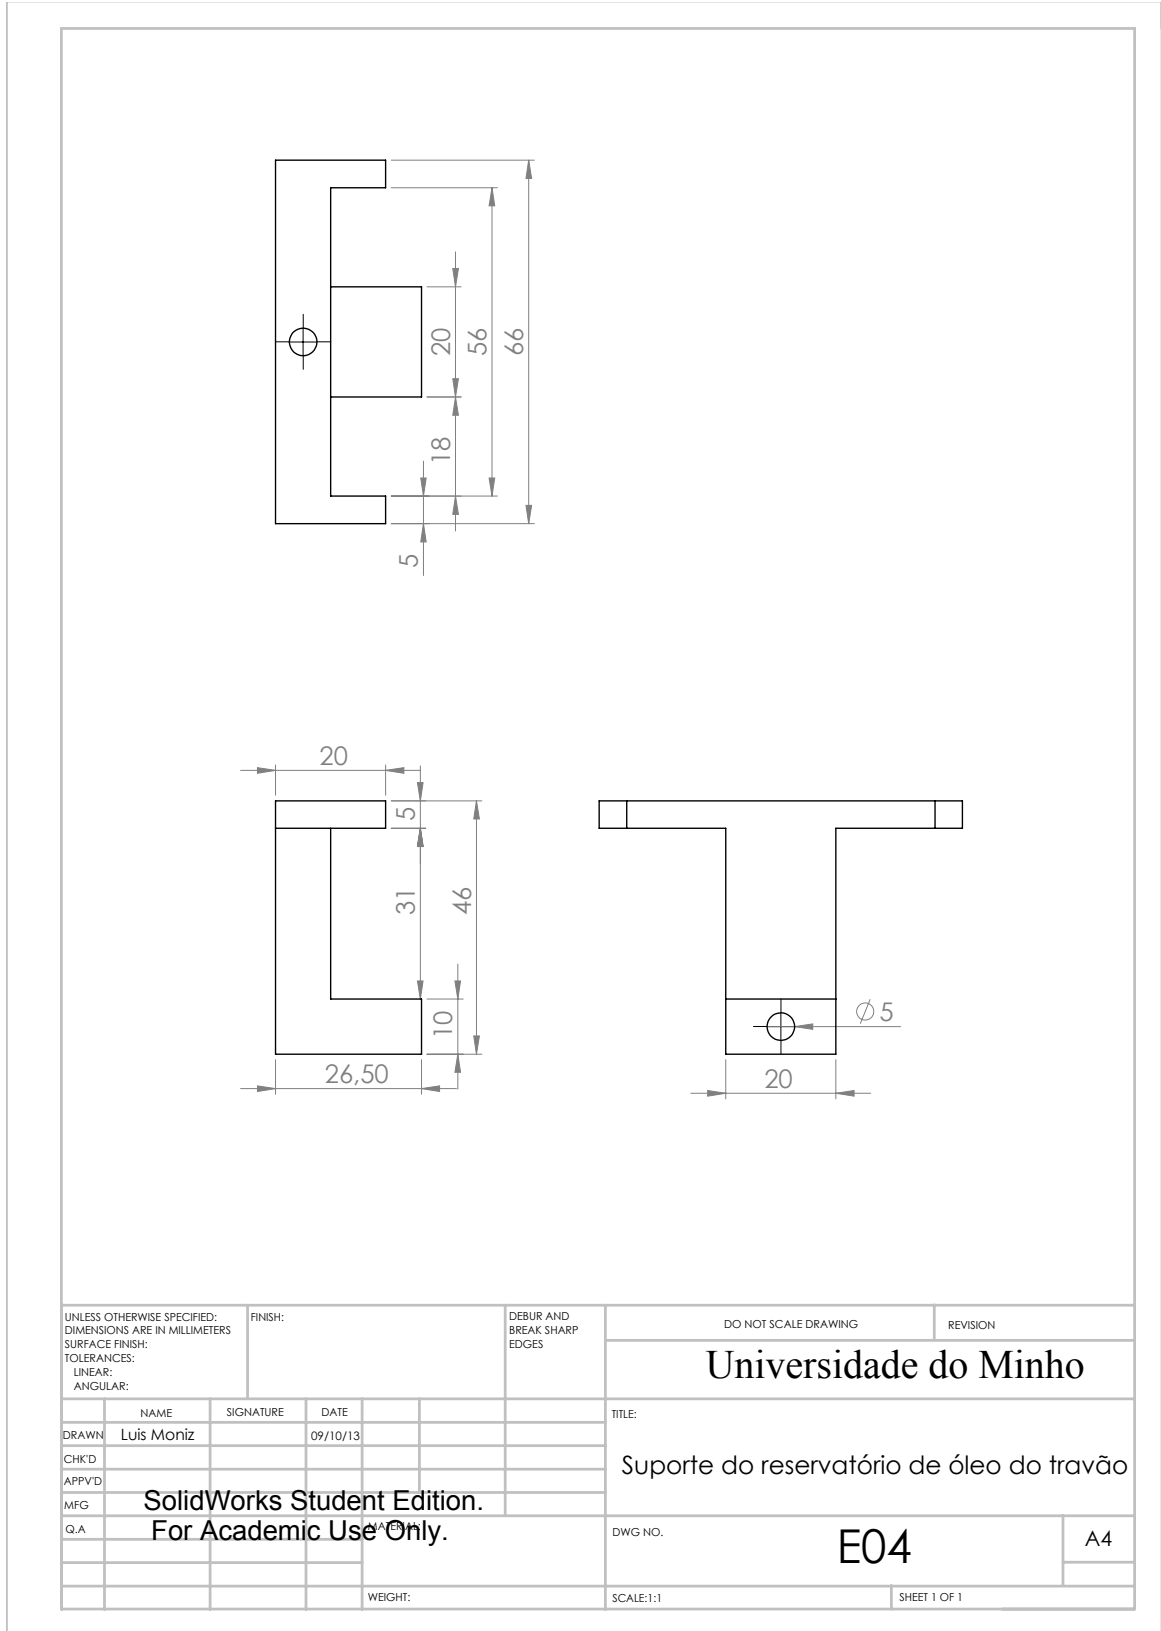 20
56
66
18
5
20
5
31
46
10
26,50
∅5
20
UNLESS OTHERWISE SPECIFIED:
DIMENSIONS ARE IN MILLIMETERS
SURFACE FINISH:
TOLERANCES:
LINEAR:
ANGULAR:
FINISH:
DEBUR AND
BREAK SHARP
EDGES
DO NOT SCALE DRAWING
REVISION
Universidade do Minho
NAME SIGNATURE DATE
DRAWN Luis Moniz 09/10/13
CHK'D
APPV'D
MFG
Q.A
SolidWorks Student Edition.
For Academic Use Only.
MATERIAL:
WEIGHT:
TITLE:
Suporte do reservatório de óleo do travão
DWG NO.
E04
A4
SCALE:1:1
SHEET 1 OF 1